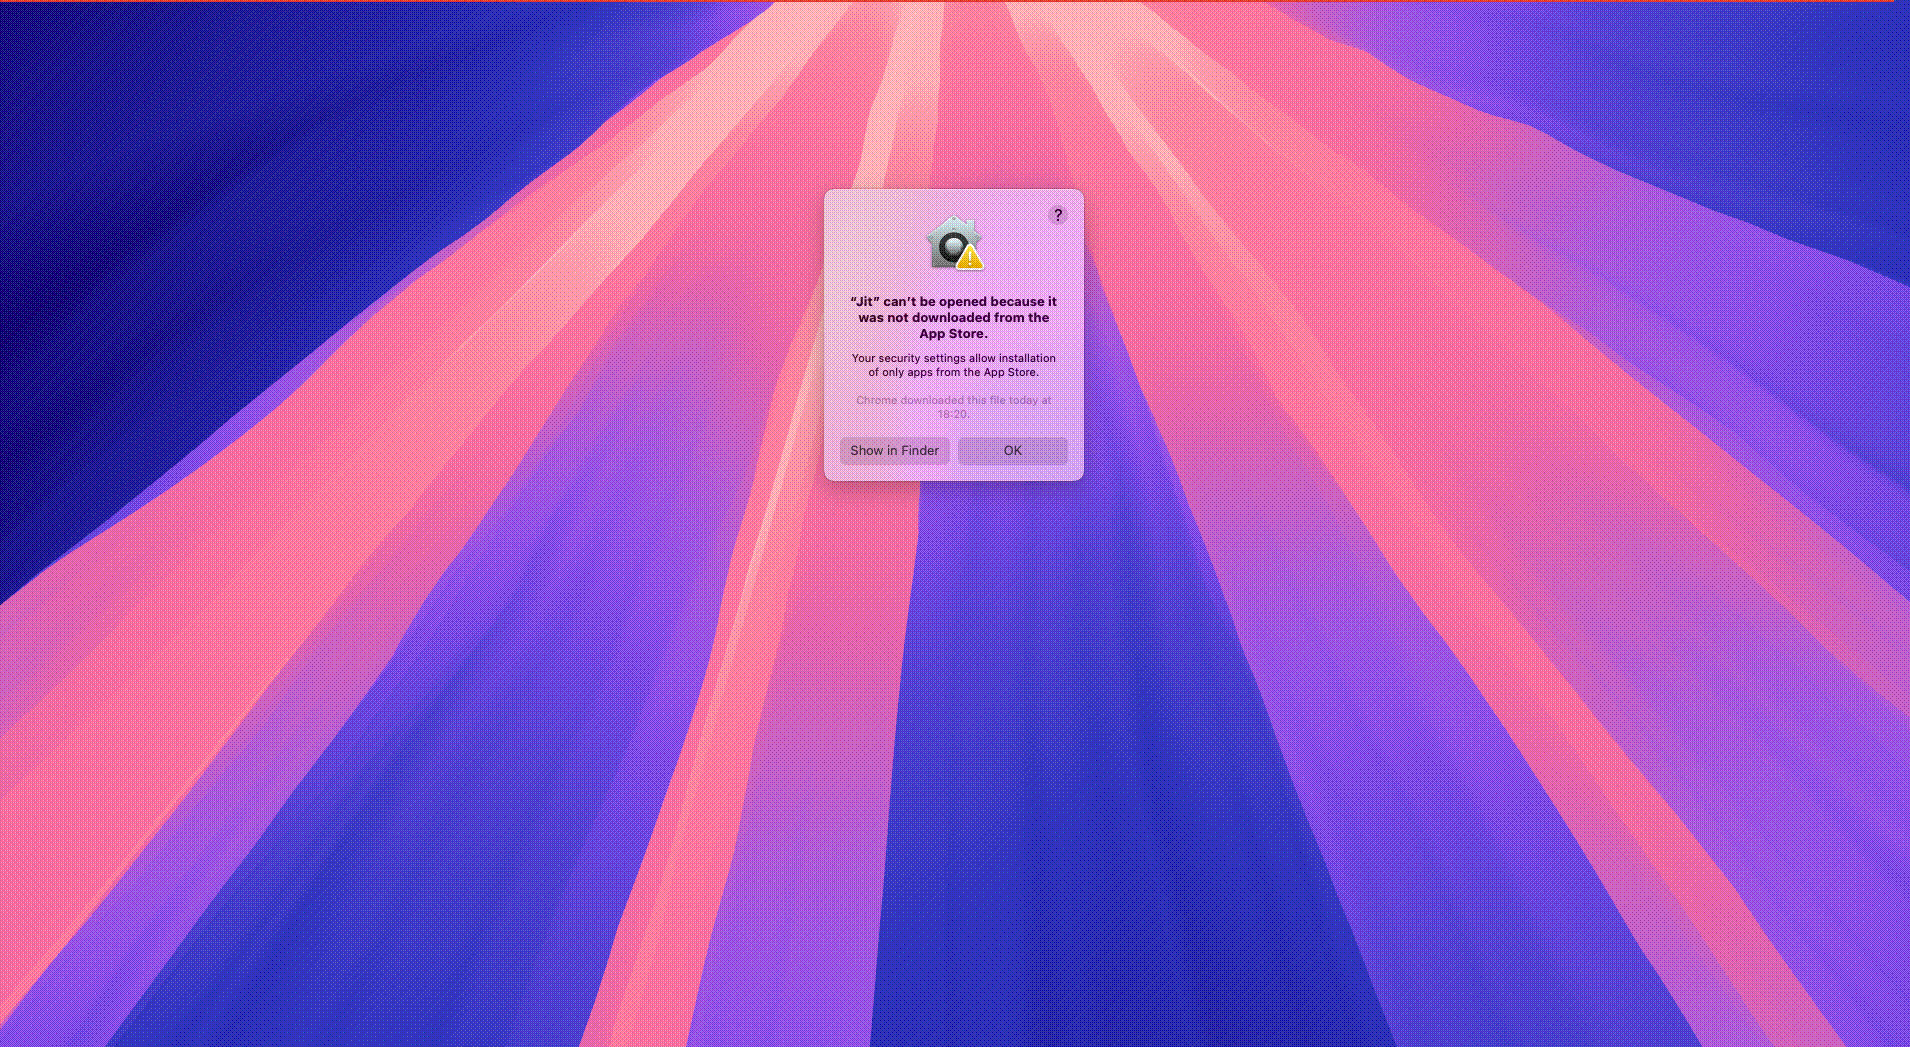 ?
“Jit” can’t be opened because it
was not downloaded from the
App Store.
Your security settings allow installation
of only apps from the App Store.
Chrome downloaded this file today at
18:20.
Show in Finder
OK